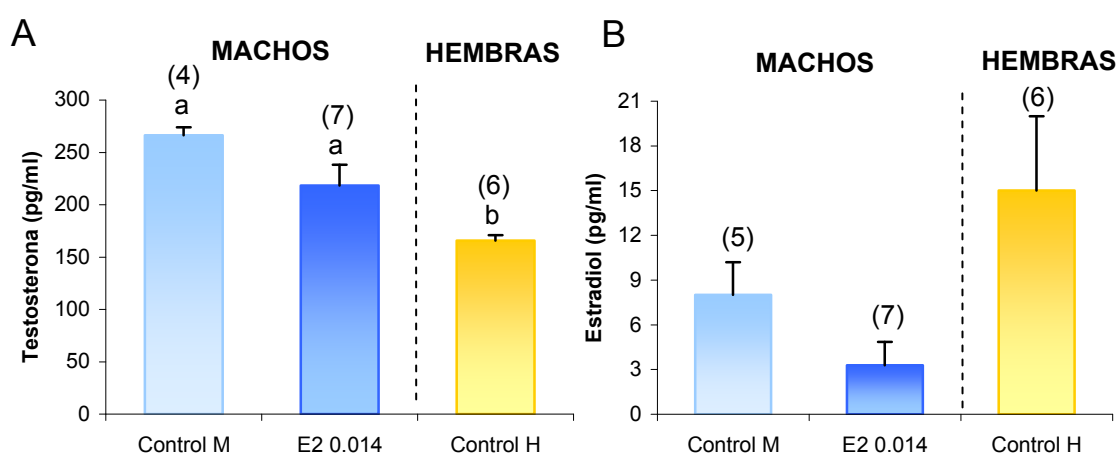 A
MACHOS
HEMBRAS
Testosterona (pg/ml)
300
250
200
150
100
50
0
(4)
a
(7)
a
(6)
b
Control M
E2 0.014
Control H
B
MACHOS
HEMBRAS
Estradiol (pg/ml)
21
18
15
12
9
6
3
0
(5)
(7)
(6)
Control M
E2 0.014
Control H